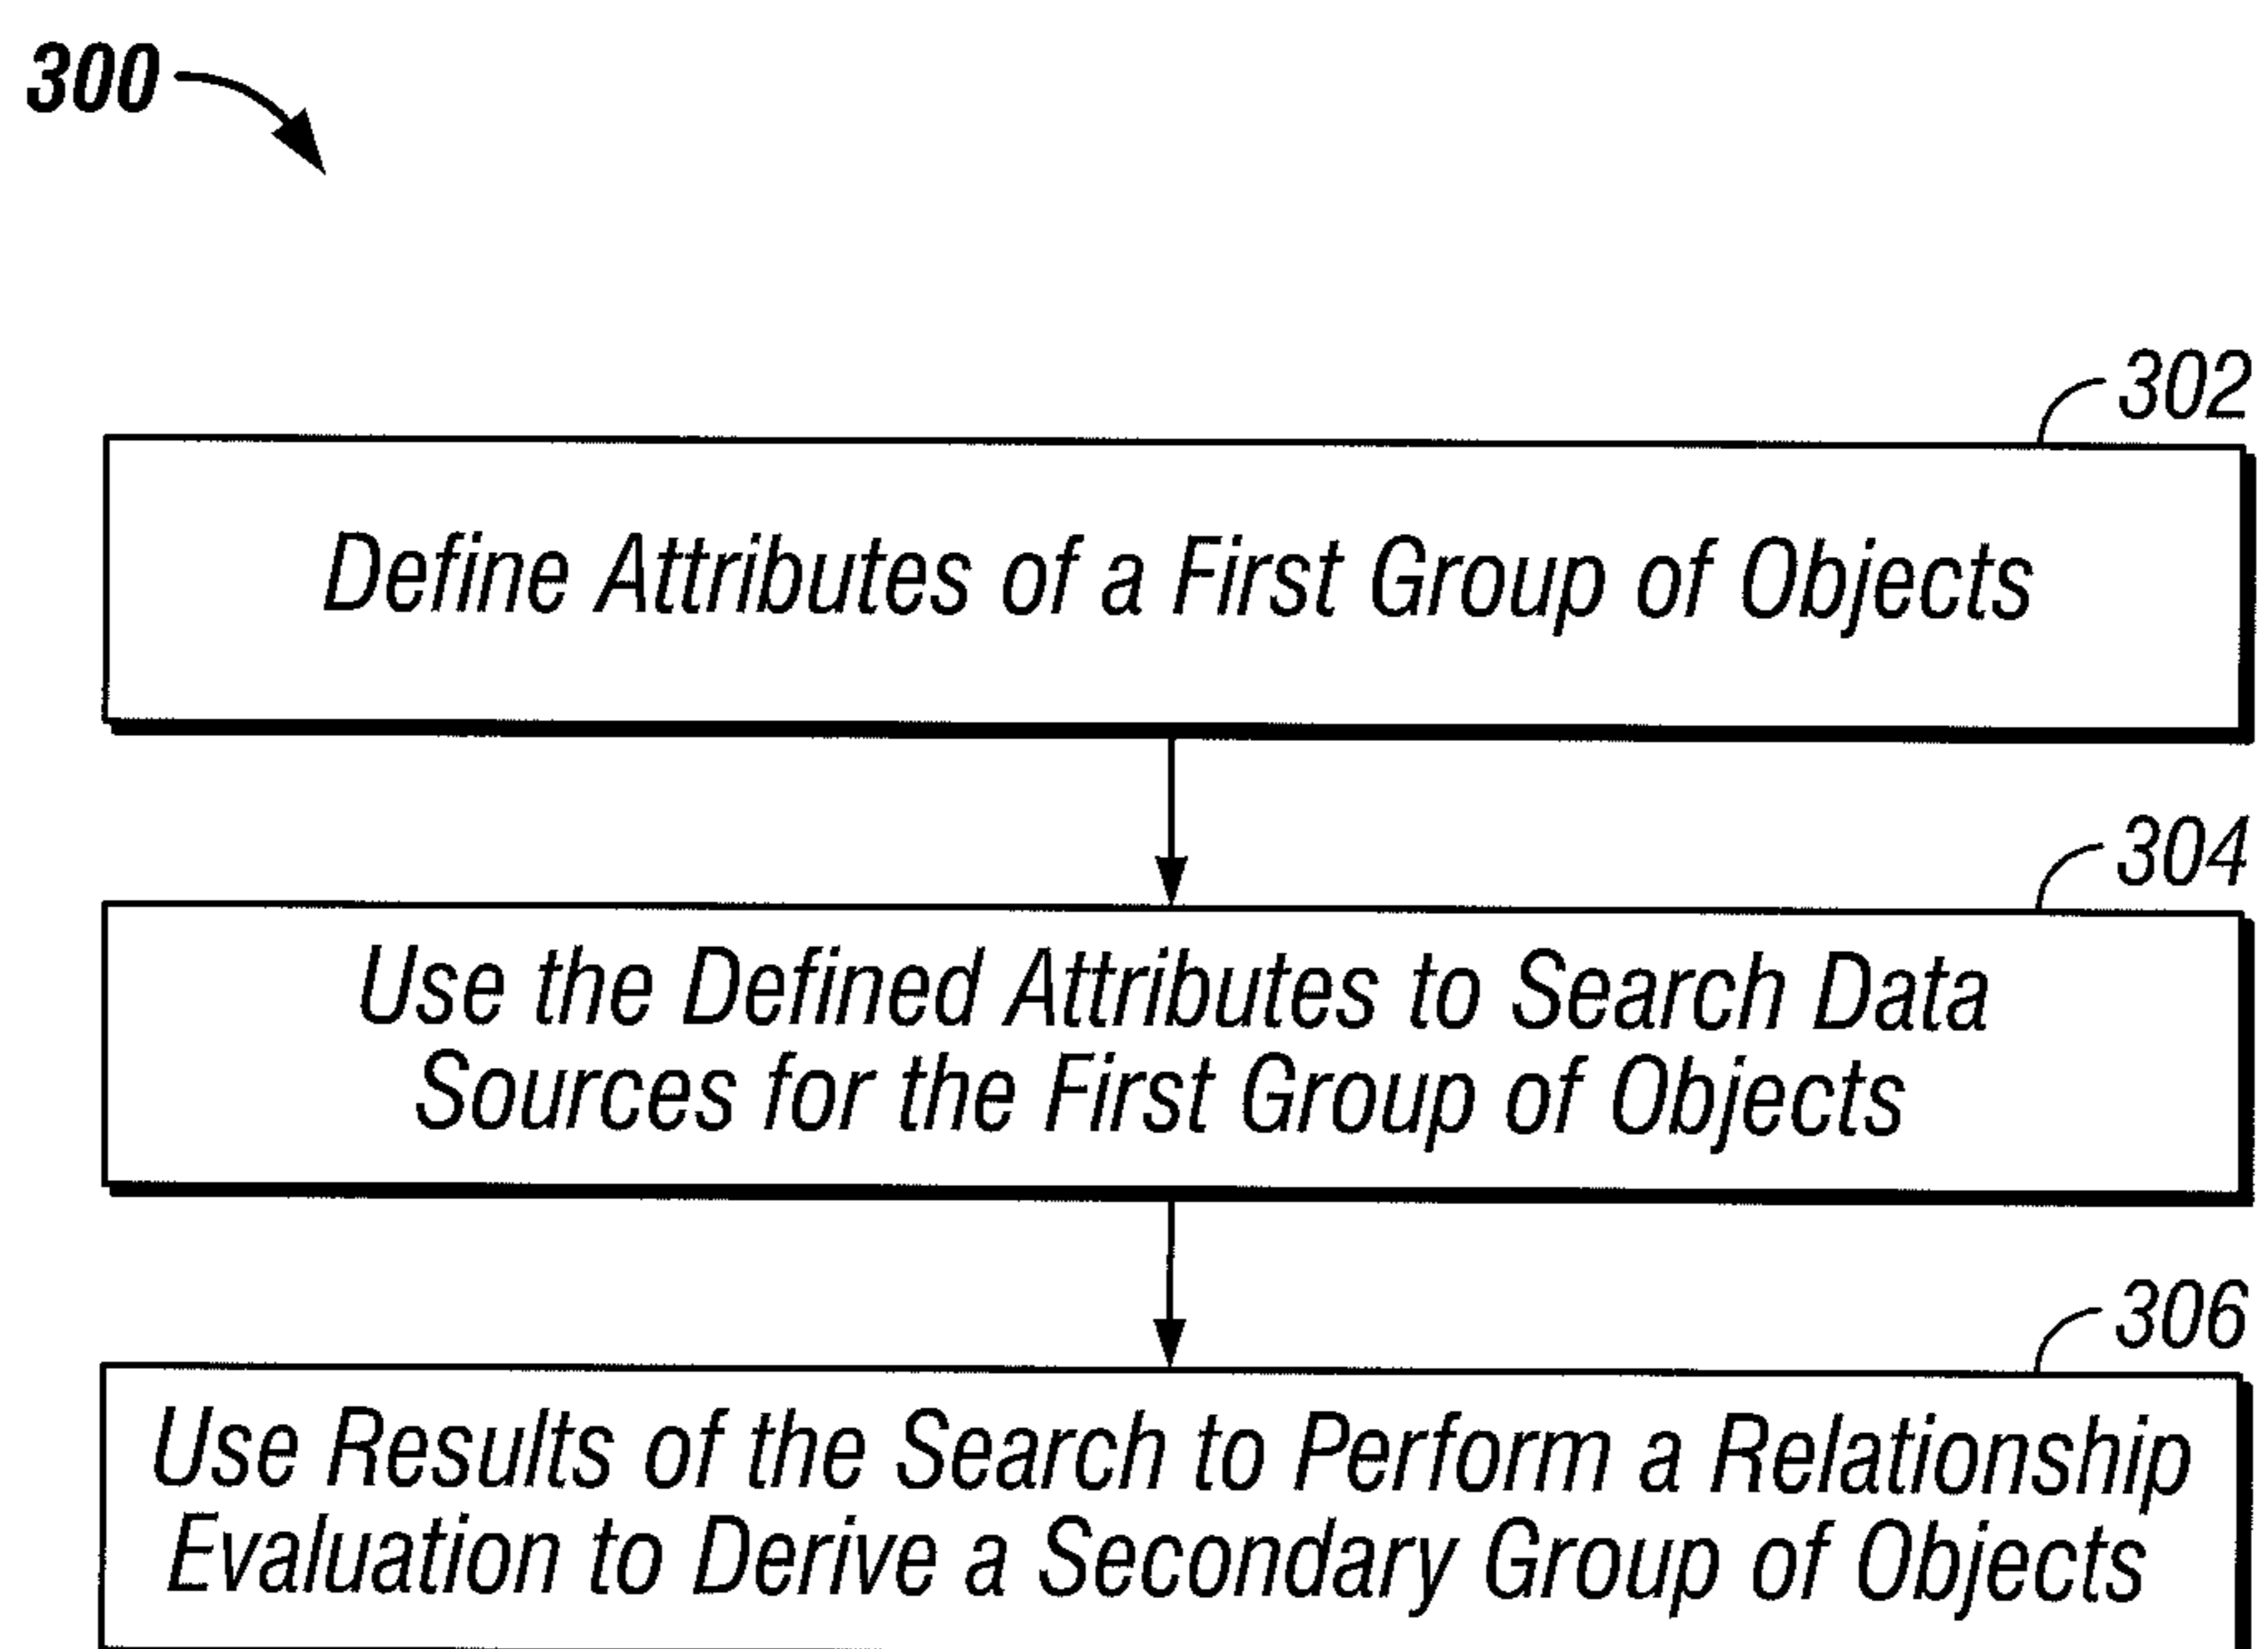 300
302
Define Attributes of a First Group of Objects
304
Use the Defined Attributes to Search Data
Sources for the First Group of Objects
306
Use Results of the Search to Perform a Relationship
Evaluation to Derive a Secondary Group of Objects